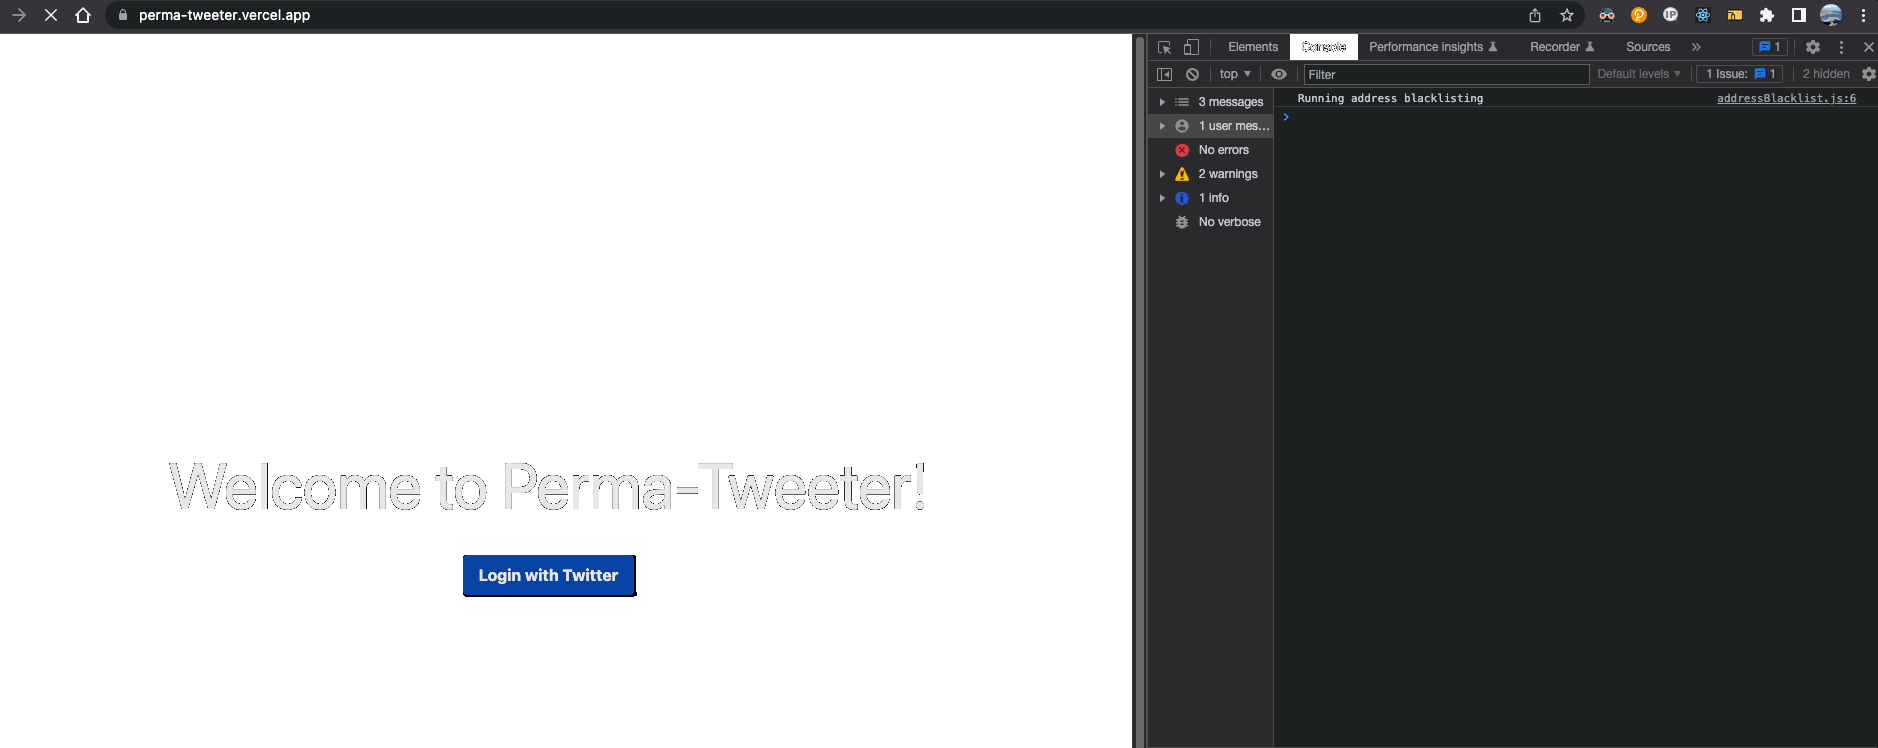 perma-tweeter.vercel.app
Elements Console Performance insights Recorder Sources » 1
top Filter Default levels 1 Issue: 1 2 hidden
3 messages
1 user mes...
No errors
2 warnings
1 info
No verbose
Running address blacklisting addressBlacklist.js:6
Welcome to Perma-Tweeter!
Login with Twitter